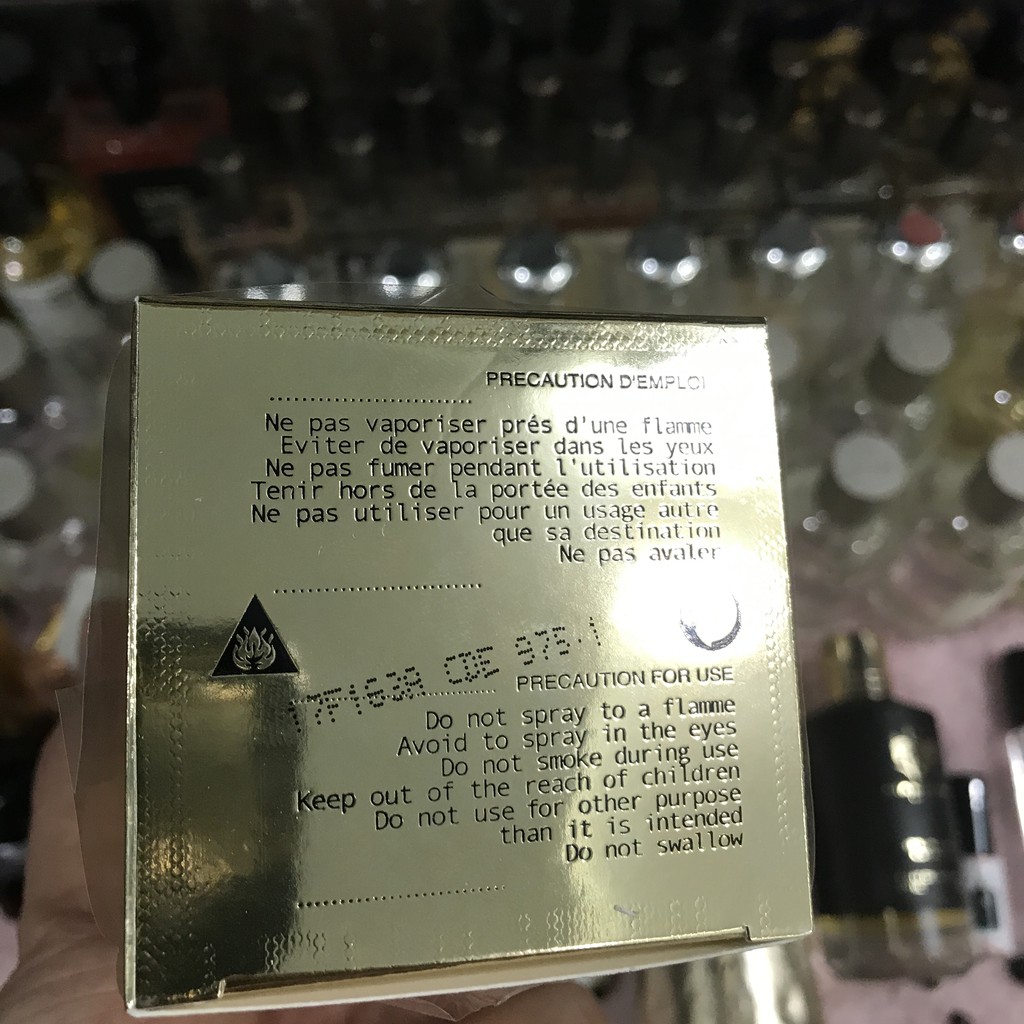 PRECAUTION D'EMPLOI
Ne pas vaporiser prés d'une flamme
Eviter de vaporiser dans les yeux
Ne pas fumer pendant l'utilisation
Tenir hors de la portée des enfants
Ne pas utiliser pour un usage autre
que sa destination
Ne pas avaler
17F163A CDE 975·1
PRECAUTION FOR USE
Do not spray to a flamme
Avoid to spray in the eyes
Do not smoke during use
Keep out of the reach of children
Do not use for other purpose
than it is intended
Do not swallow